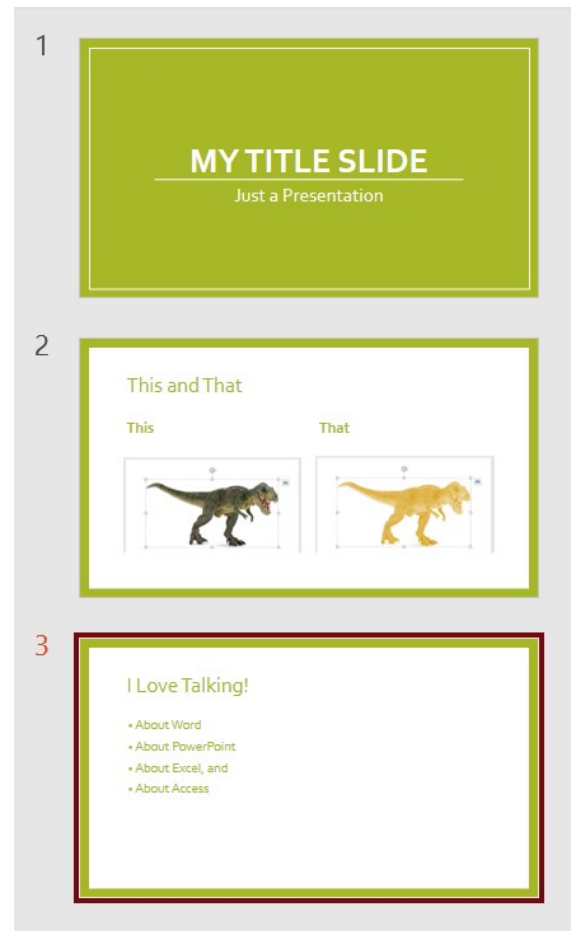 1
MY TITLE SLIDE
Just a Presentation
2
This and That
This That
3
I Love Talking!
• About Word
• About PowerPoint
• About Excel, and
• About Access